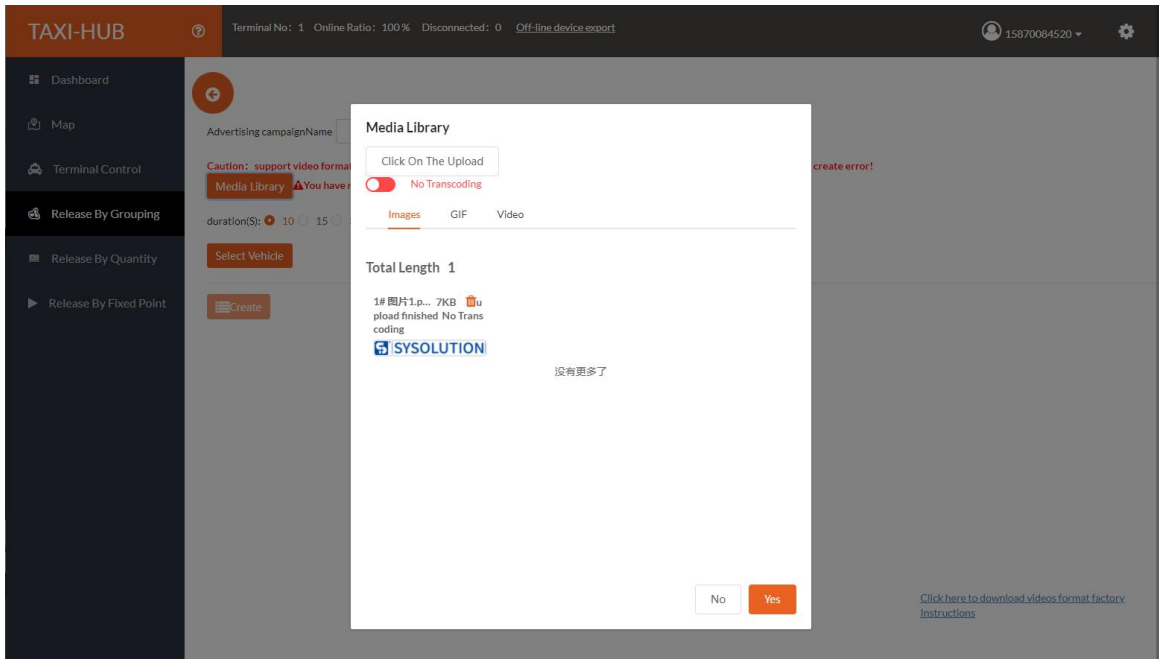 TAXI-HUB
Terminal No: 1 Online Ratio: 100% Disconnected: 0 Off-line device export
15870084520
Dashboard
Map
Terminal Control
Release By Grouping
Release By Quantity
Release By Fixed Point
Advertising campaignName
Caution: support video format
create error!
Media Library
You have
duration(S): 10 15
Select Vehicle
Create
Media Library
Click On The Upload
No Transcoding
Images GIF Video
Total Length 1
1# 图片1.p... 7KB u
pload finished No Trans
coding
SYSOLUTION
没有更多了
No Yes
Click here to download videos format factory
Instructions